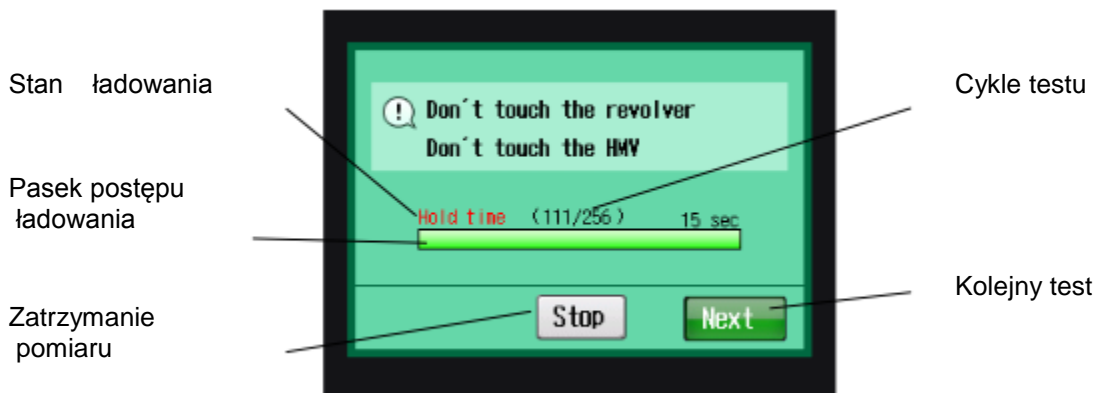 Stan ładowania
Cykle testu
Don´t touch the revolver
Don´t touch the HMV
Pasek postępu
ładowania
Hold time (111/256) 15 sec
Kolejny test
Zatrzymanie
pomiaru
Stop
Next